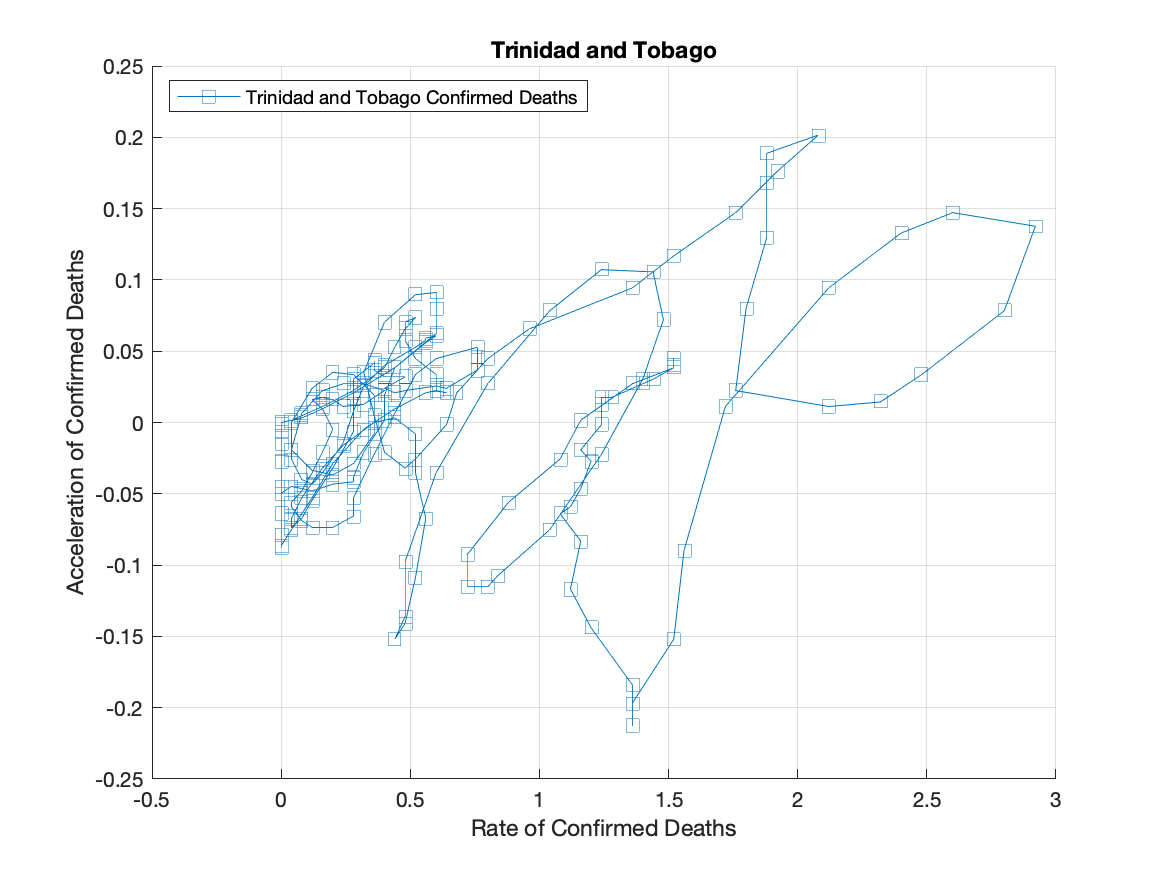 Trinidad and Tobago
Trinidad and Tobago Confirmed Deaths
0.25
0.2
0.15
0.1
0.05
0
-0.05
-0.1
-0.15
-0.2
-0.25
Acceleration of Confirmed Deaths
-0.5 0 0.5 1 1.5 2 2.5 3
Rate of Confirmed Deaths